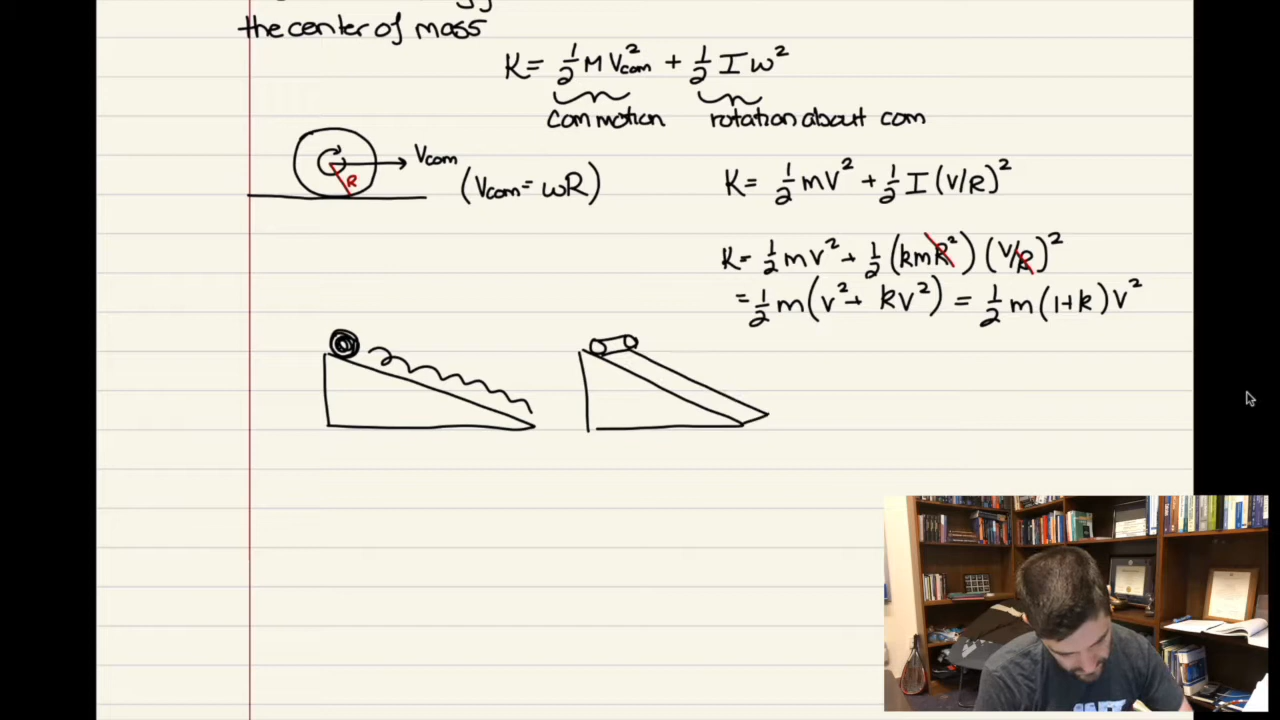 the center of mass
K= 1/2 M Vcom² + 1/2 I ω²
com motion rotation about com
Vcom
R
(Vcom= ωR)
K= 1/2 mv² + 1/2 I (v/R)²
K= 1/2 mv² + 1/2 (kmR²) (v/R)²
= 1/2 m(v² + kv²) = 1/2 m(1+k)v²